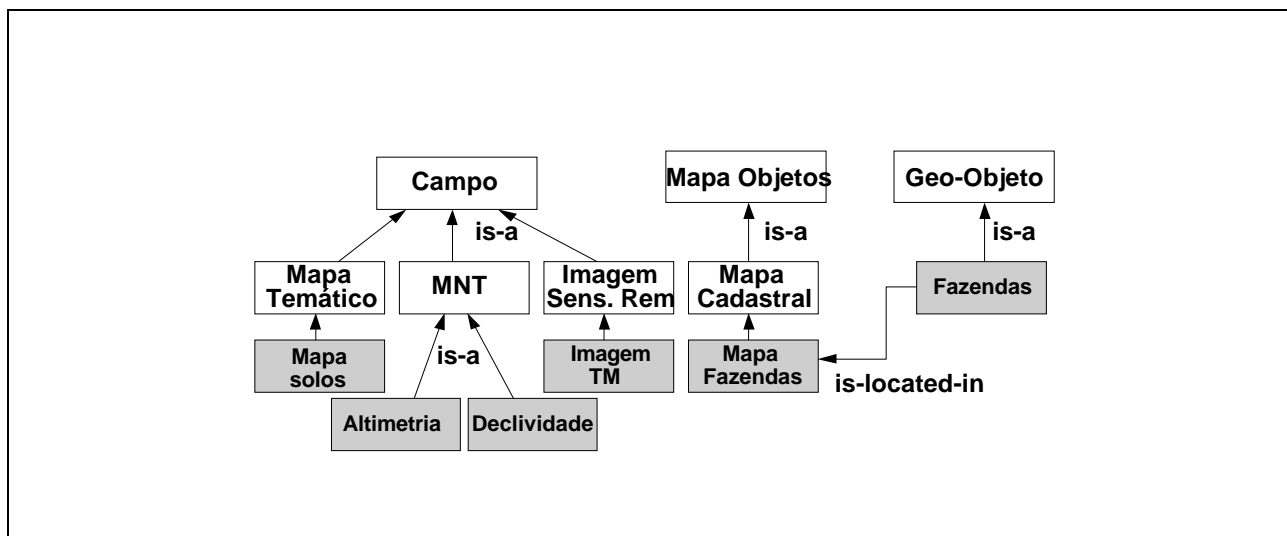 Campo
Mapa Objetos
Geo-Objeto
is-a
is-a
is-a
Mapa
Temático
MNT
Imagem
Sens. Rem
Mapa
Cadastral
Fazendas
Mapa
solos
is-a
Imagem
TM
Mapa
Fazendas
is-located-in
Altimetria
Declividade